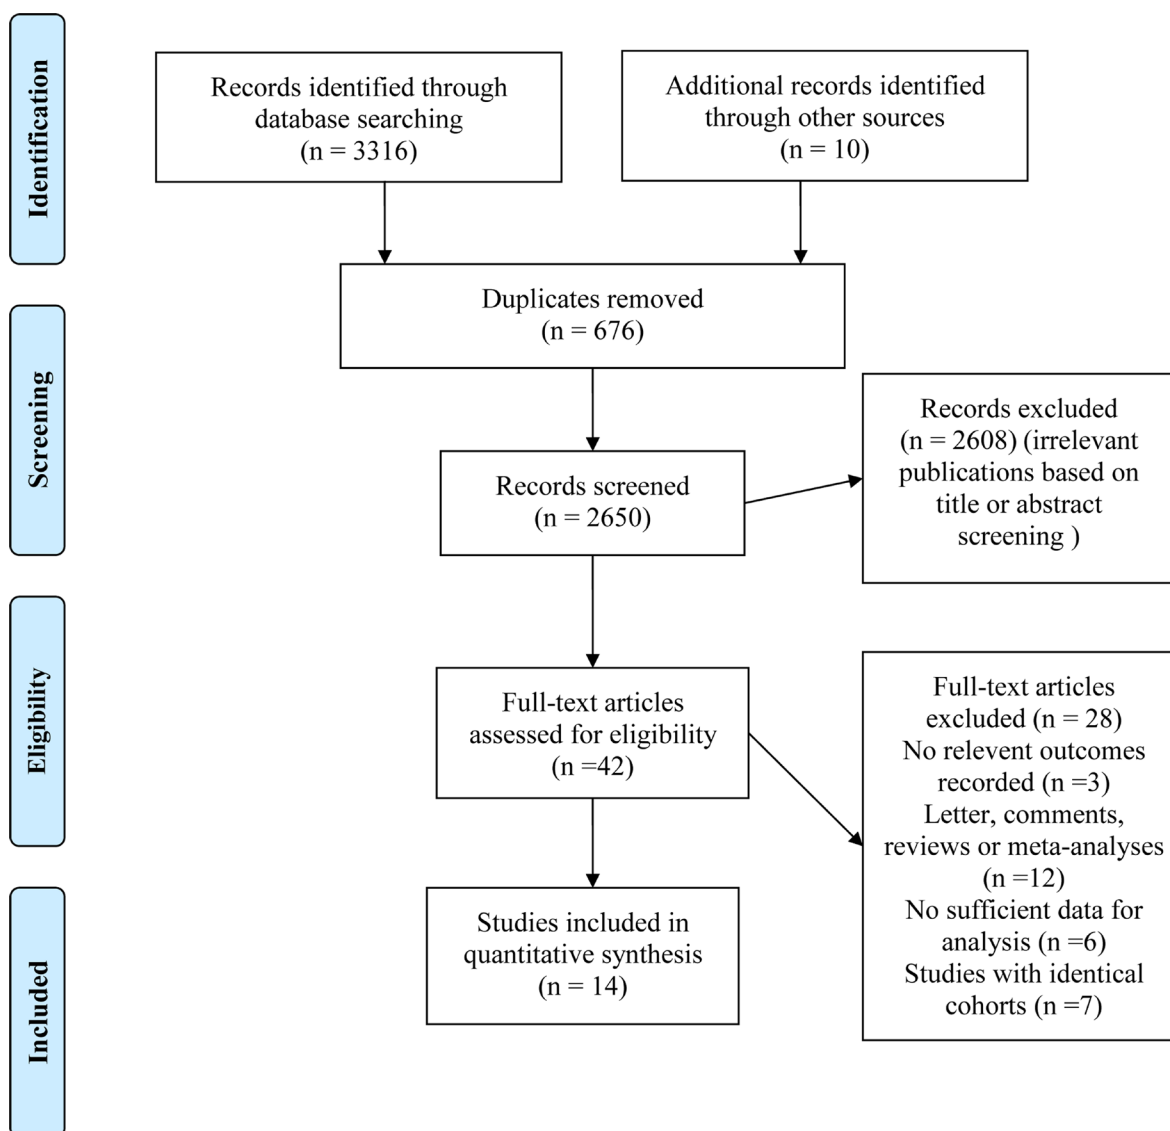 Identification
Records identified through
database searching
(n = 3316)
Additional records identified
through other sources
(n = 10)
Duplicates removed
(n = 676)
Screening
Records screened
(n = 2650)
Records excluded
(n = 2608) (irrelevant
publications based on
title or abstract
screening )
Eligibility
Full-text articles
assessed for eligibility
(n =42)
Full-text articles
excluded (n = 28)
No relevent outcomes
recorded (n =3)
Letter, comments,
reviews or meta-analyses
(n =12)
No sufficient data for
analysis (n =6)
Studies with identical
cohorts (n =7)
Included
Studies included in
quantitative synthesis
(n = 14)